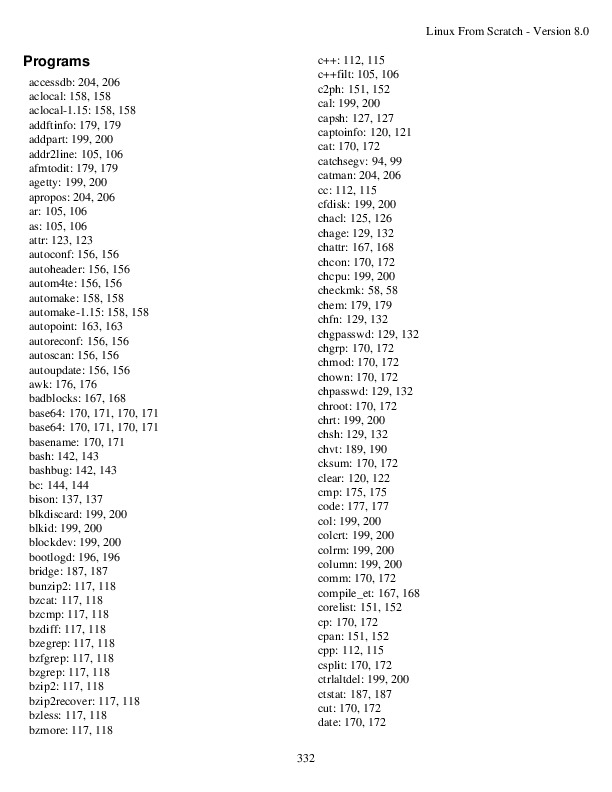 Linux From Scratch - Version 8.0
Programs
accessdb: 204, 206
aclocal: 158, 158
aclocal-1.15: 158, 158
addftinfo: 179, 179
addpart: 199, 200
addr2line: 105, 106
afmtodit: 179, 179
agetty: 199, 200
apropos: 204, 206
ar: 105, 106
as: 105, 106
attr: 123, 123
autoconf: 156, 156
autoheader: 156, 156
autom4te: 156, 156
automake: 158, 158
automake-1.15: 158, 158
autopoint: 163, 163
autoreconf: 156, 156
autoscan: 156, 156
autoupdate: 156, 156
awk: 176, 176
badblocks: 167, 168
base64: 170, 171, 170, 171
base64: 170, 171, 170, 171
basename: 170, 171
bash: 142, 143
bashbug: 142, 143
bc: 144, 144
bison: 137, 137
blkdiscard: 199, 200
blkid: 199, 200
blockdev: 199, 200
bootlogd: 196, 196
bridge: 187, 187
bunzip2: 117, 118
bzcat: 117, 118
bzcmp: 117, 118
bzdiff: 117, 118
bzegrep: 117, 118
bzfgrep: 117, 118
bzgrep: 117, 118
bzip2: 117, 118
bzip2recover: 117, 118
bzless: 117, 118
bzmore: 117, 118
c++: 112, 115
c++filt: 105, 106
c2ph: 151, 152
cal: 199, 200
capsh: 127, 127
captoinfo: 120, 121
cat: 170, 172
catchsegv: 94, 99
catman: 204, 206
cc: 112, 115
cfdisk: 199, 200
chacl: 125, 126
chage: 129, 132
chattr: 167, 168
chcon: 170, 172
chcpu: 199, 200
checkmk: 58, 58
chem: 179, 179
chfn: 129, 132
chgpasswd: 129, 132
chgrp: 170, 172
chmod: 170, 172
chown: 170, 172
chpasswd: 129, 132
chroot: 170, 172
chrt: 199, 200
chsh: 129, 132
chvt: 189, 190
cksum: 170, 172
clear: 120, 122
cmp: 175, 175
code: 177, 177
col: 199, 200
colcrt: 199, 200
colrm: 199, 200
column: 199, 200
comm: 170, 172
compile_et: 167, 168
corelist: 151, 152
cp: 170, 172
cpan: 151, 152
cpp: 112, 115
csplit: 170, 172
ctrlaltdel: 199, 200
ctstat: 187, 187
cut: 170, 172
date: 170, 172
332